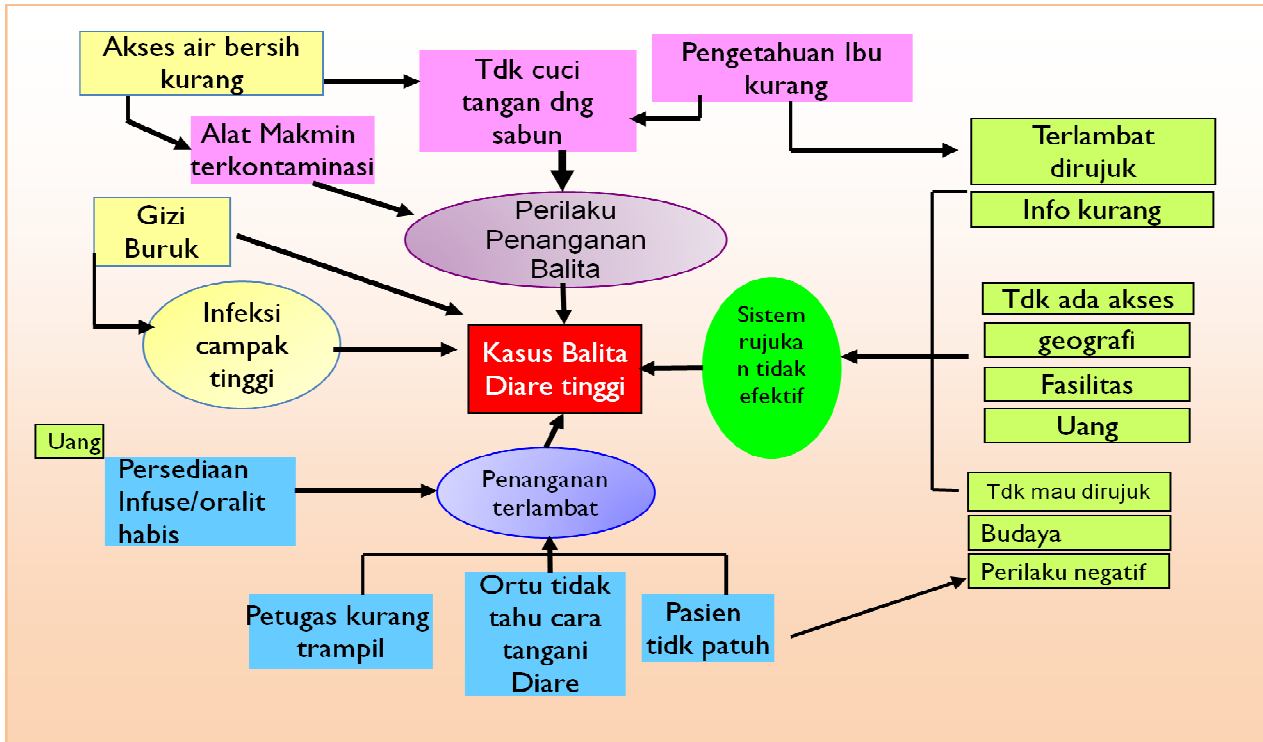 Akses air bersih
kurang
Tdk cuci
tangan dng
sabun
Pengetahuan Ibu
kurang
Alat Makmin
terkontaminasi
Terlambat
dirujuk
Info kurang
Gizi
Buruk
Perilaku
Penanganan
Balita
Infeksi
campak
tinggi
Kasus Balita
Diare tinggi
Sistem
rujuka
n tidak
efektif
Tdk ada akses
geografi
Fasilitas
Uang
Uang
Persediaan
Infuse/oralit
habis
Penanganan
terlambat
Tdk mau dirujuk
Budaya
Perilaku negatif
Petugas kurang
trampil
Ortu tidak
tahu cara
tangani
Diare
Pasien
tidk patuh